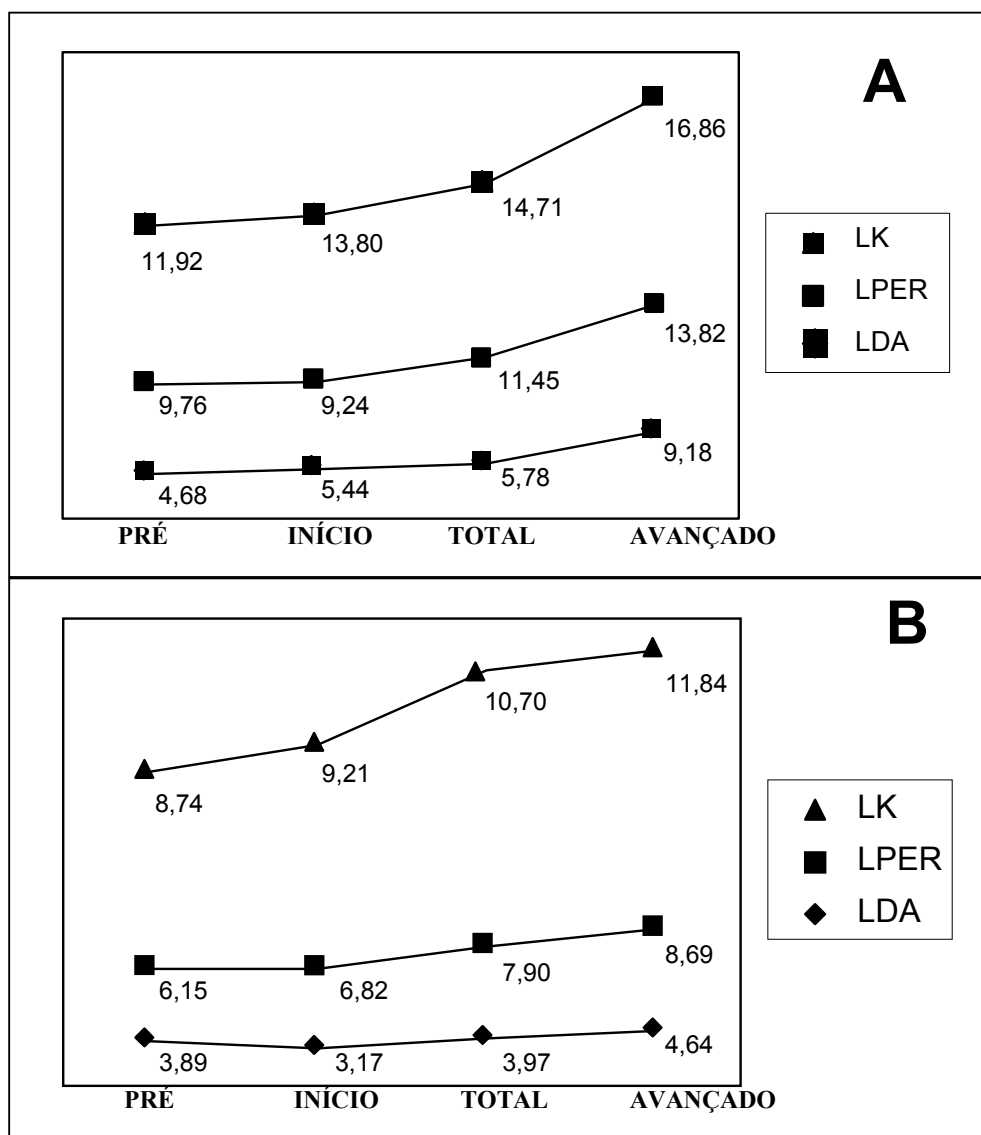 A
16,86
14,71
13,80
11,92
LK
LPER
LDA
13,82
11,45
9,24
9,76
9,18
5,78
5,44
4,68
PRÉ INÍCIO TOTAL AVANÇADO
B
11,84
10,70
9,21
8,74
LK
LPER
LDA
8,69
7,90
6,82
6,15
4,64
3,97
3,17
3,89
PRÉ INÍCIO TOTAL AVANÇADO